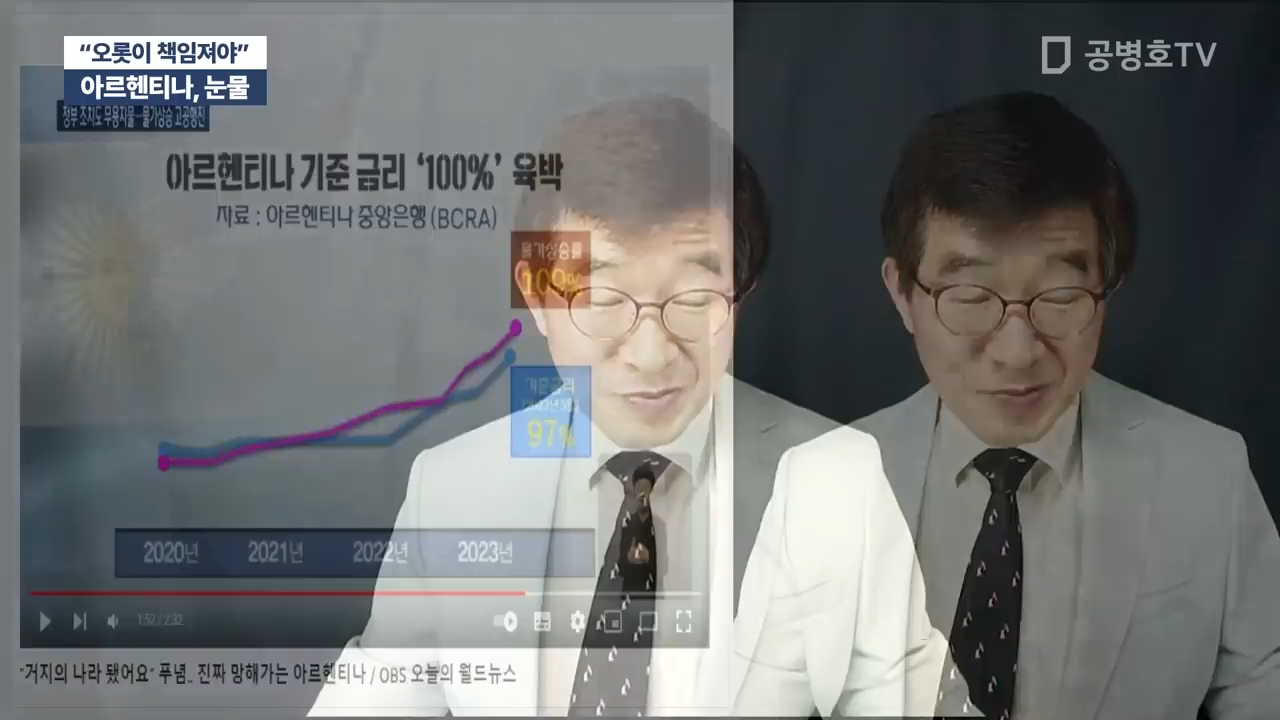 “오롯이 책임져야”
아르헨티나, 눈물
공병호TV
정부 조치도 무용지물…물가상승 고공행진
아르헨티나 기준 금리 ‘100%’ 육박
자료 : 아르헨티나 중앙은행 (BCRA)
물가상승률
109%
기준금리
97%
2020년 2021년 2022년 2023년
1:52 / 2:32
"거지의 나라 됐어요" 푸념.. 진짜 망해가는 아르헨티나 / OBS 오늘의 월드뉴스